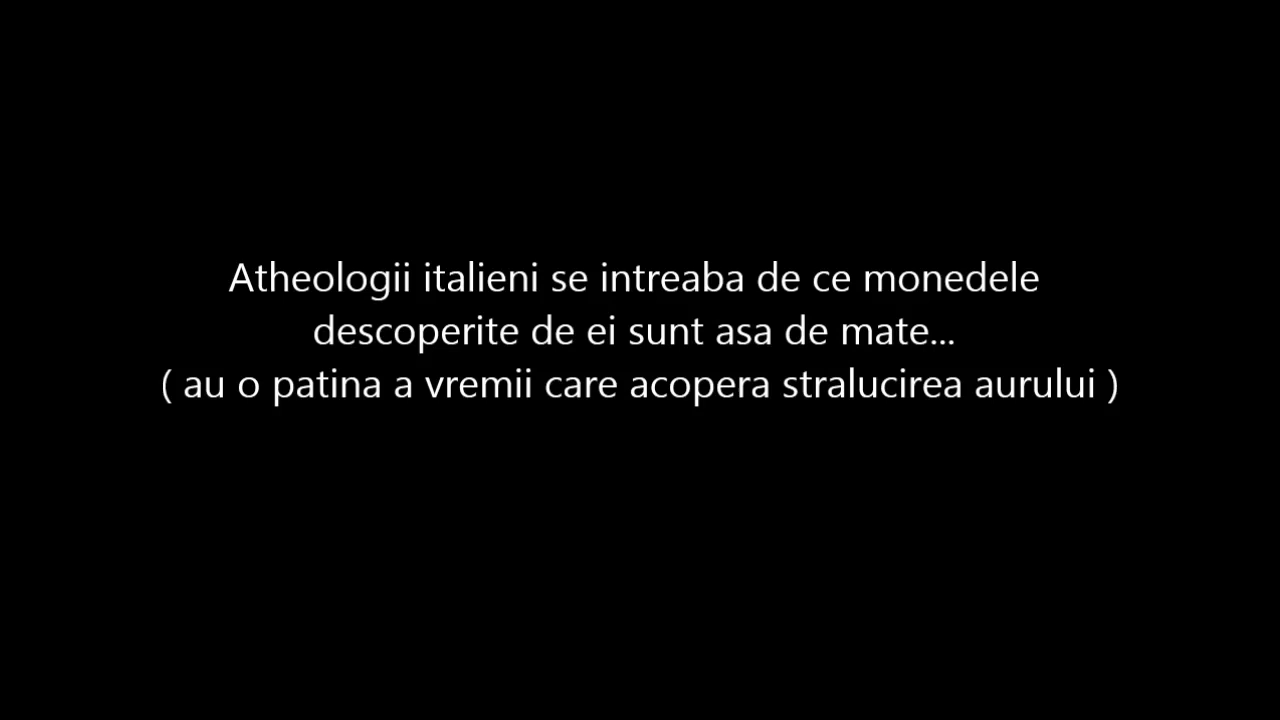 Atheologii italieni se intreaba de ce monedele
descoperite de ei sunt asa de mate...
( au o patina a vremii care acopera stralucirea aurului )